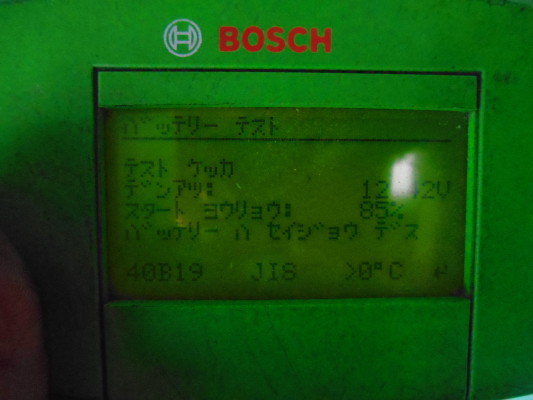 BOSCH
バッテリー テスト
テスト ケッカ
デンアツ:
スタート ヨウリョウ: 85%
バッテリー ハ セイジョウ デス
40B19 JIS >0°C ↵